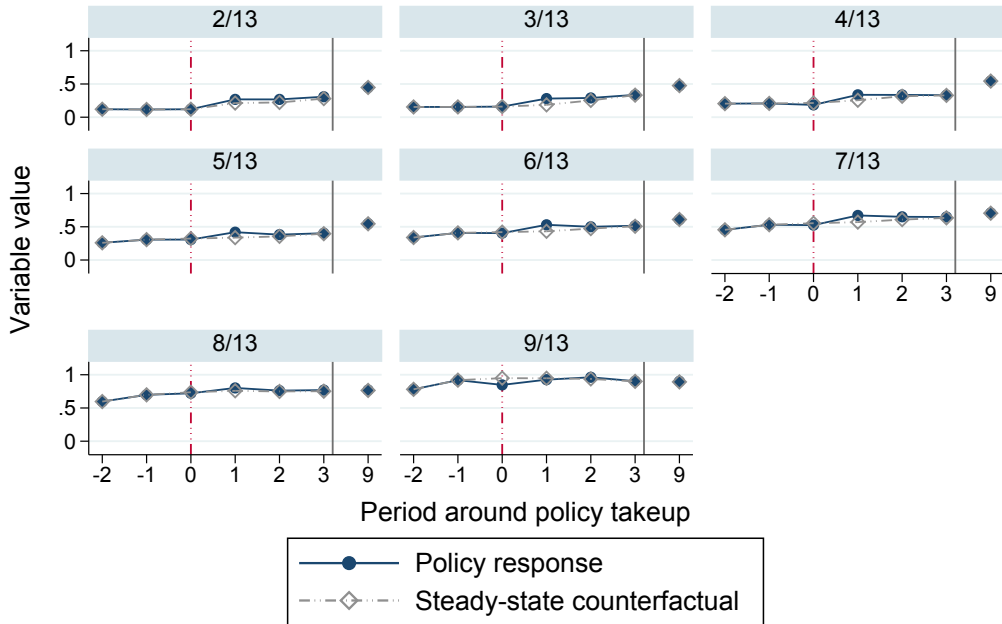 2/13 3/13 4/13
1
.5
0
5/13 6/13 7/13
1
.5
0
-2 -1 0 1 2 3 9
8/13 9/13
1
.5
0
-2 -1 0 1 2 3 9 -2 -1 0 1 2 3 9
Variable value
Period around policy takeup
Policy response
Steady-state counterfactual